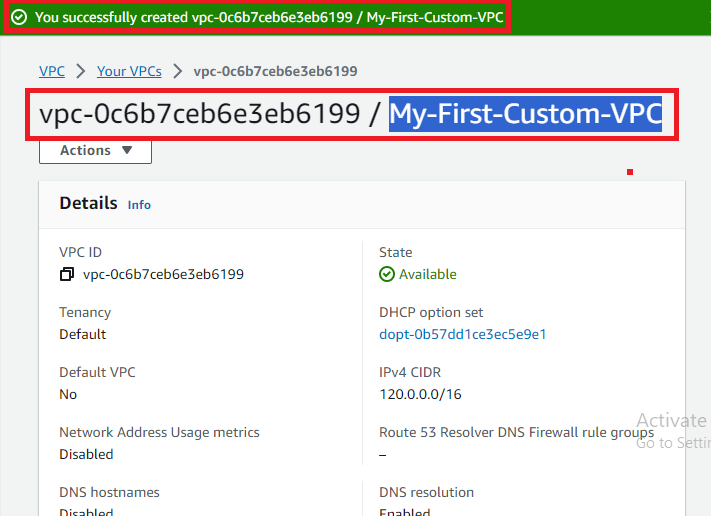 You successfully created vpc-0c6b7ceb6e3eb6199 / My-First-Custom-VPC
VPC > Your VPCs > vpc-0c6b7ceb6e3eb6199
vpc-0c6b7ceb6e3eb6199 / My-First-Custom-VPC
Actions ▼
Details Info
VPC ID
vpc-0c6b7ceb6e3eb6199
State
Available
Tenancy
Default
DHCP option set
dopt-0b57dd1ce3ec5e9e1
Default VPC
No
IPv4 CIDR
120.0.0.0/16
Network Address Usage metrics
Disabled
Route 53 Resolver DNS Firewall rule groups
–
DNS hostnames
Disabled
DNS resolution
Enabled
Activate
Go to Settin